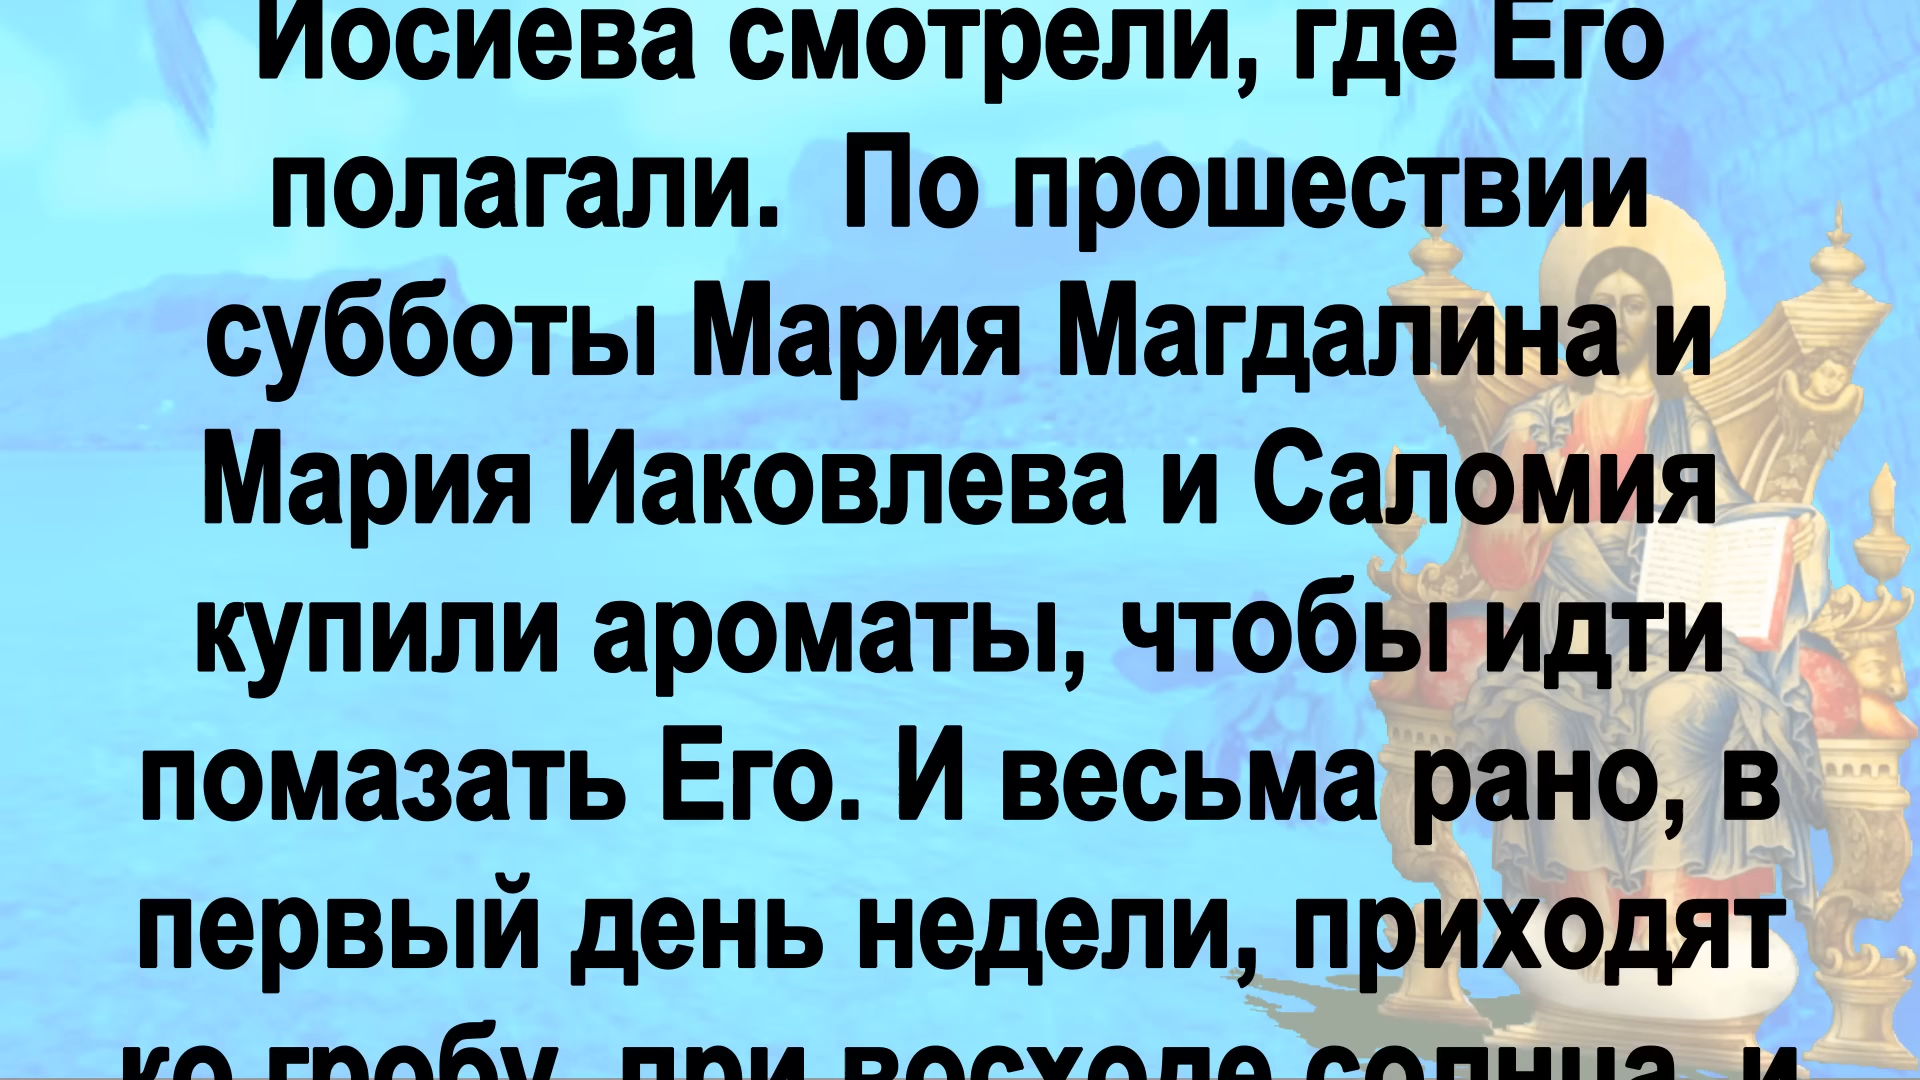 Иосиева смотрели, где Его
полагали. По прошествии
субботы Мария Магдалина и
Мария Иаковлева и Саломия
купили ароматы, чтобы идти
помазать Его. И весьма рано, в
первый день недели, приходят
ко гробу, при восходе солнца, и